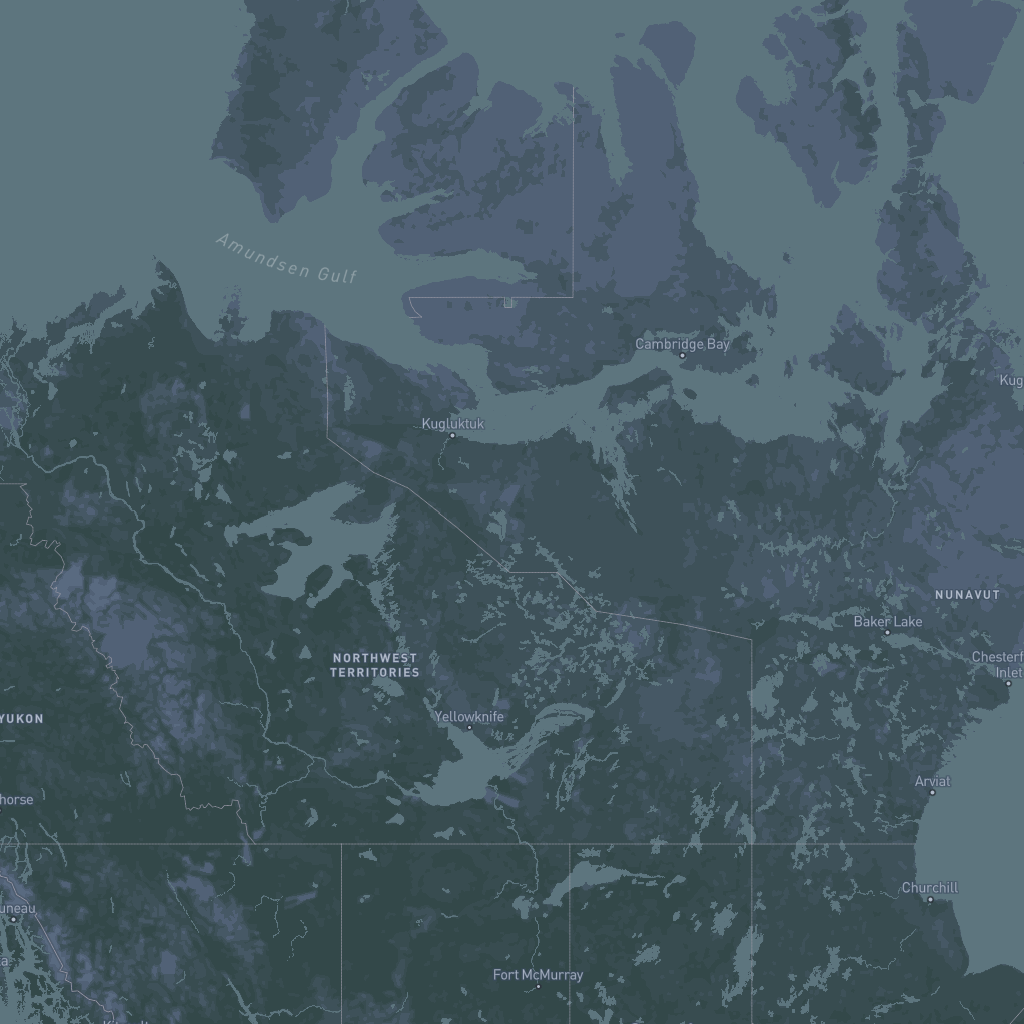 Amundsen Gulf
Cambridge Bay
Kug
Kugluktuk
NUNAVUT
Baker Lake
Chesterf
Inlet
NORTHWEST
TERRITORIES
YUKON
Yellowknife
Arviat
horse
Churchill
uneau
a
Fort McMurray